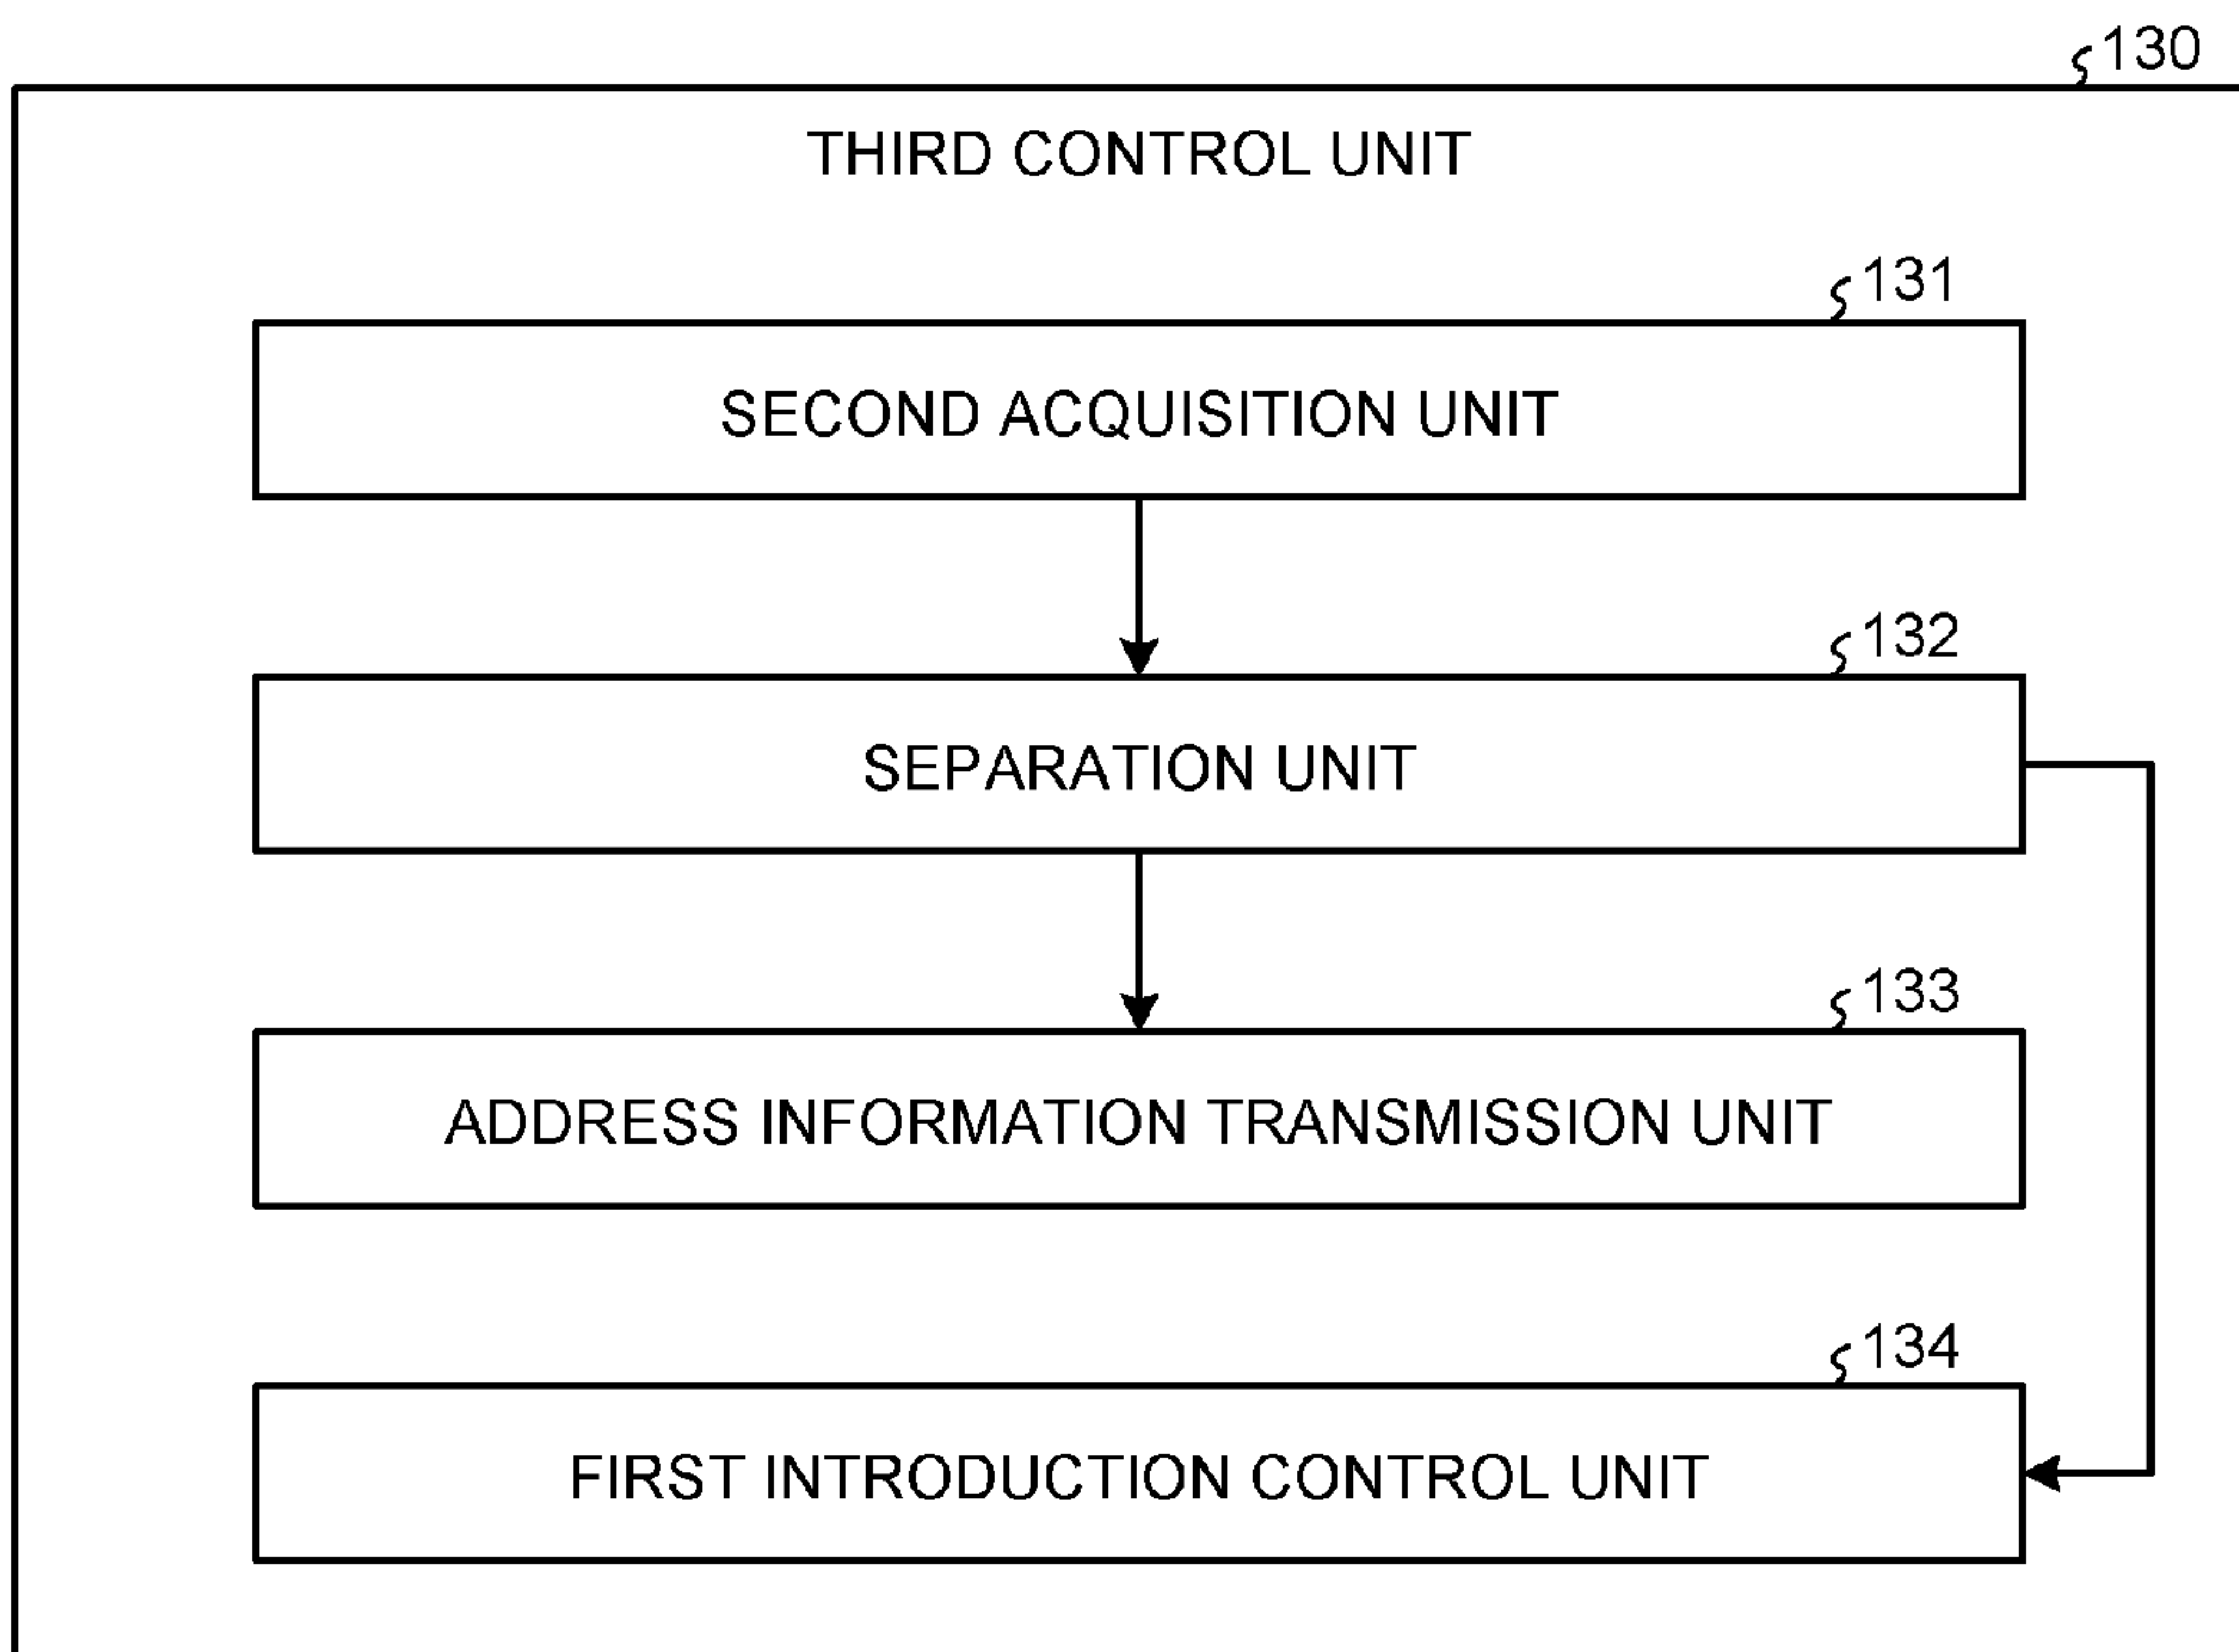 130
THIRD CONTROL UNIT
131
SECOND ACQUISITION UNIT
132
SEPARATION UNIT
133
ADDRESS INFORMATION TRANSMISSION UNIT
134
FIRST INTRODUCTION CONTROL UNIT